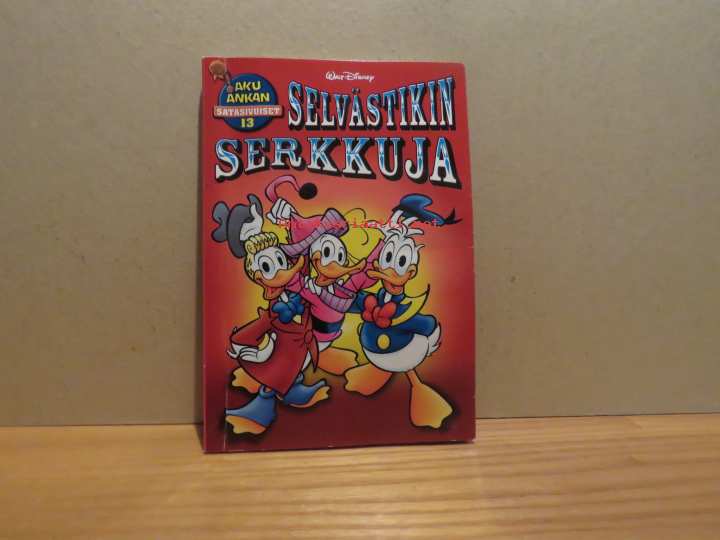 Walt Disney
AKU
ANKAN
SATASIVUISET
13
SELVÄSTIKIN
SERKKUJA